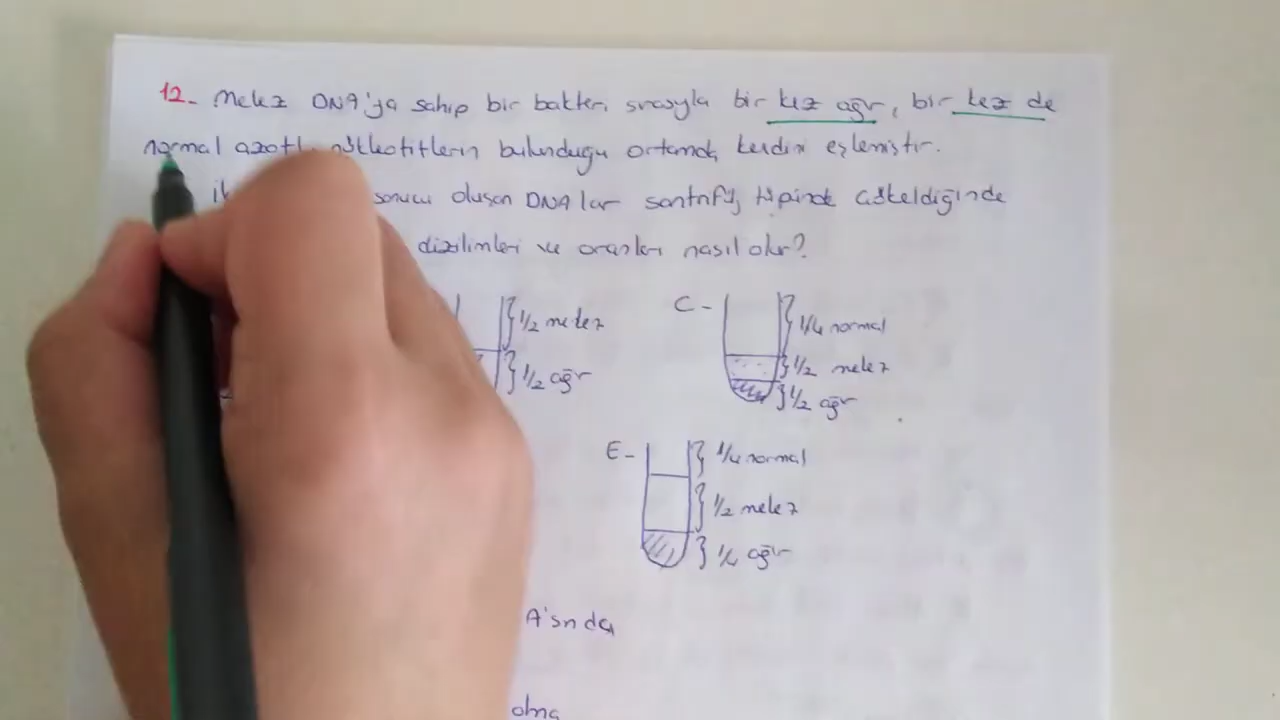 12- Melez DNA'ya sahip bir bakteri sırasıyla bir kez ağır, bir kez de
normal azotlu nükleotitlerin bulunduğu ortamda kendini eşlemiştir.
sonucu oluşan DNA lar santrifüj tüpünde çökeldiğinde
dizilimleri ve oranları nasıl olur?
1/2 melez
1/2 ağır
C-
1/4 normal
1/2 melez
1/2 ağır
E-
1/4 normal
1/2 melez
ağır
A'sında
olma